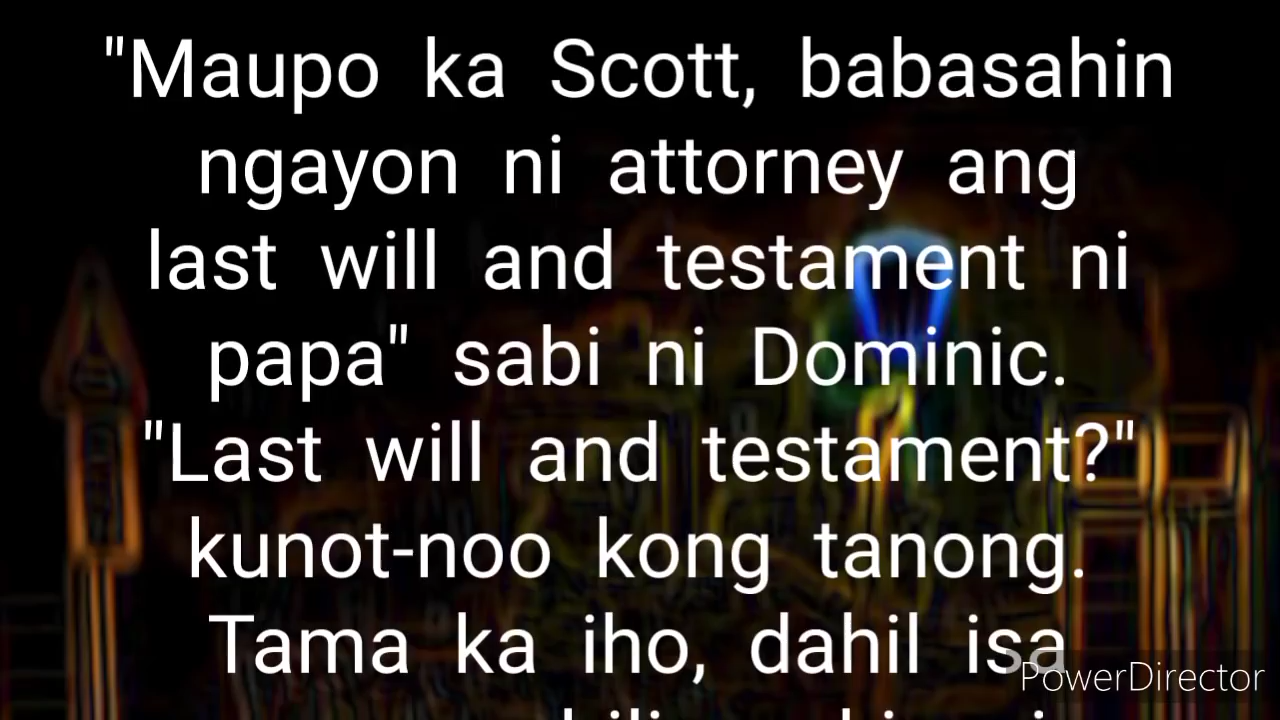 "Maupo ka Scott, babasahin
ngayon ni attorney ang
last will and testament ni
papa" sabi ni Dominic.
"Last will and testament?"
kunot-noo kong tanong.
Tama ka iho, dahil isa
PowerDirector